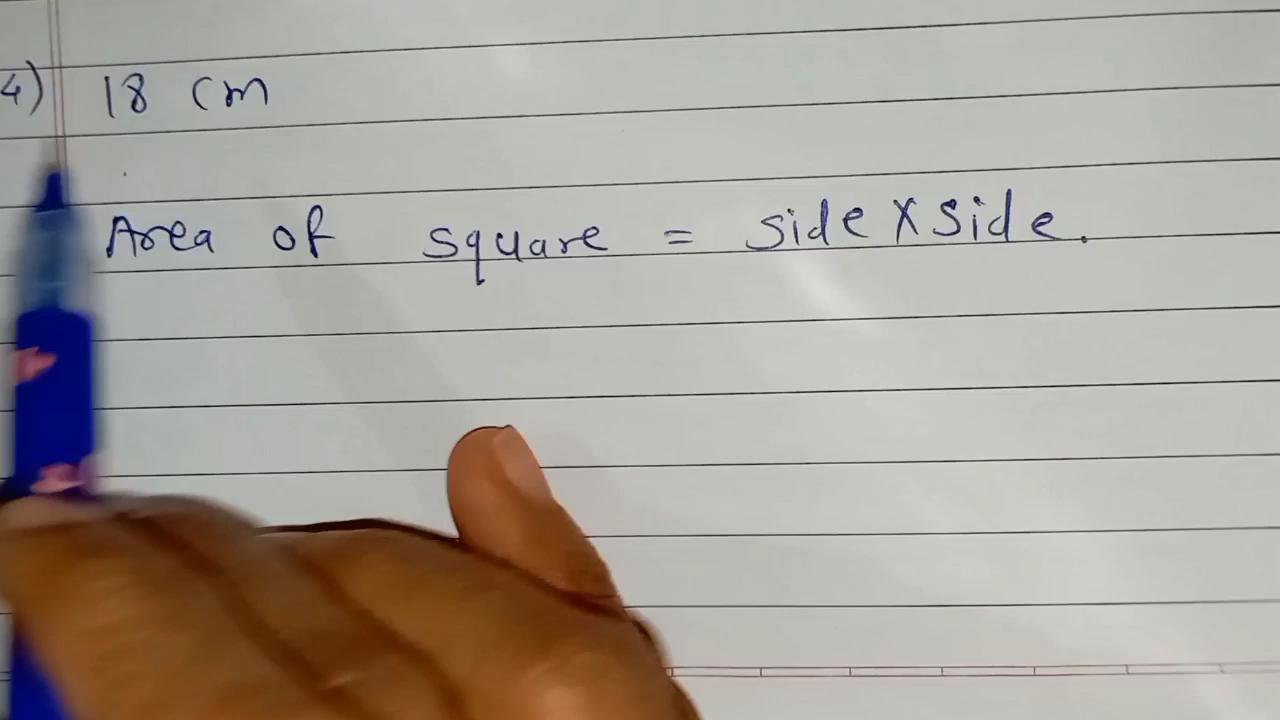 4) 18 cm
Area of square = side X side.